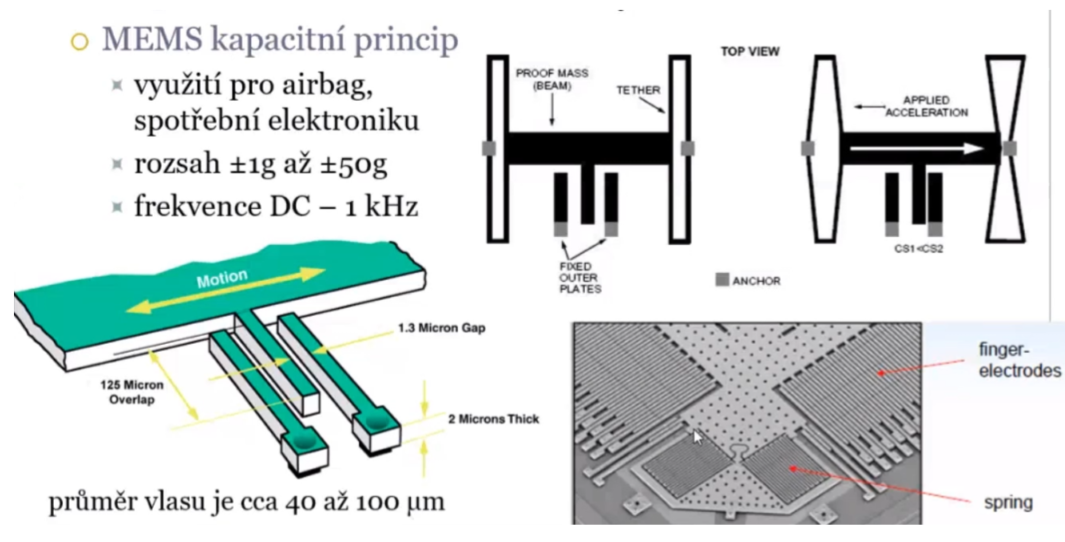 MEMS kapacitní princip
využití pro airbag,
spotřební elektroniku
rozsah ±1g až ±50g
frekvence DC – 1 kHz
TOP VIEW
PROOF MASS
(BEAM)
TETHER
APPLIED
ACCELERATION
FIXED
OUTER
PLATES
CS1<CS2
ANCHOR
Motion
1.3 Micron Gap
125 Micron
Overlap
2 Microns Thick
finger-
electrodes
spring
průměr vlasu je cca 40 až 100 µm